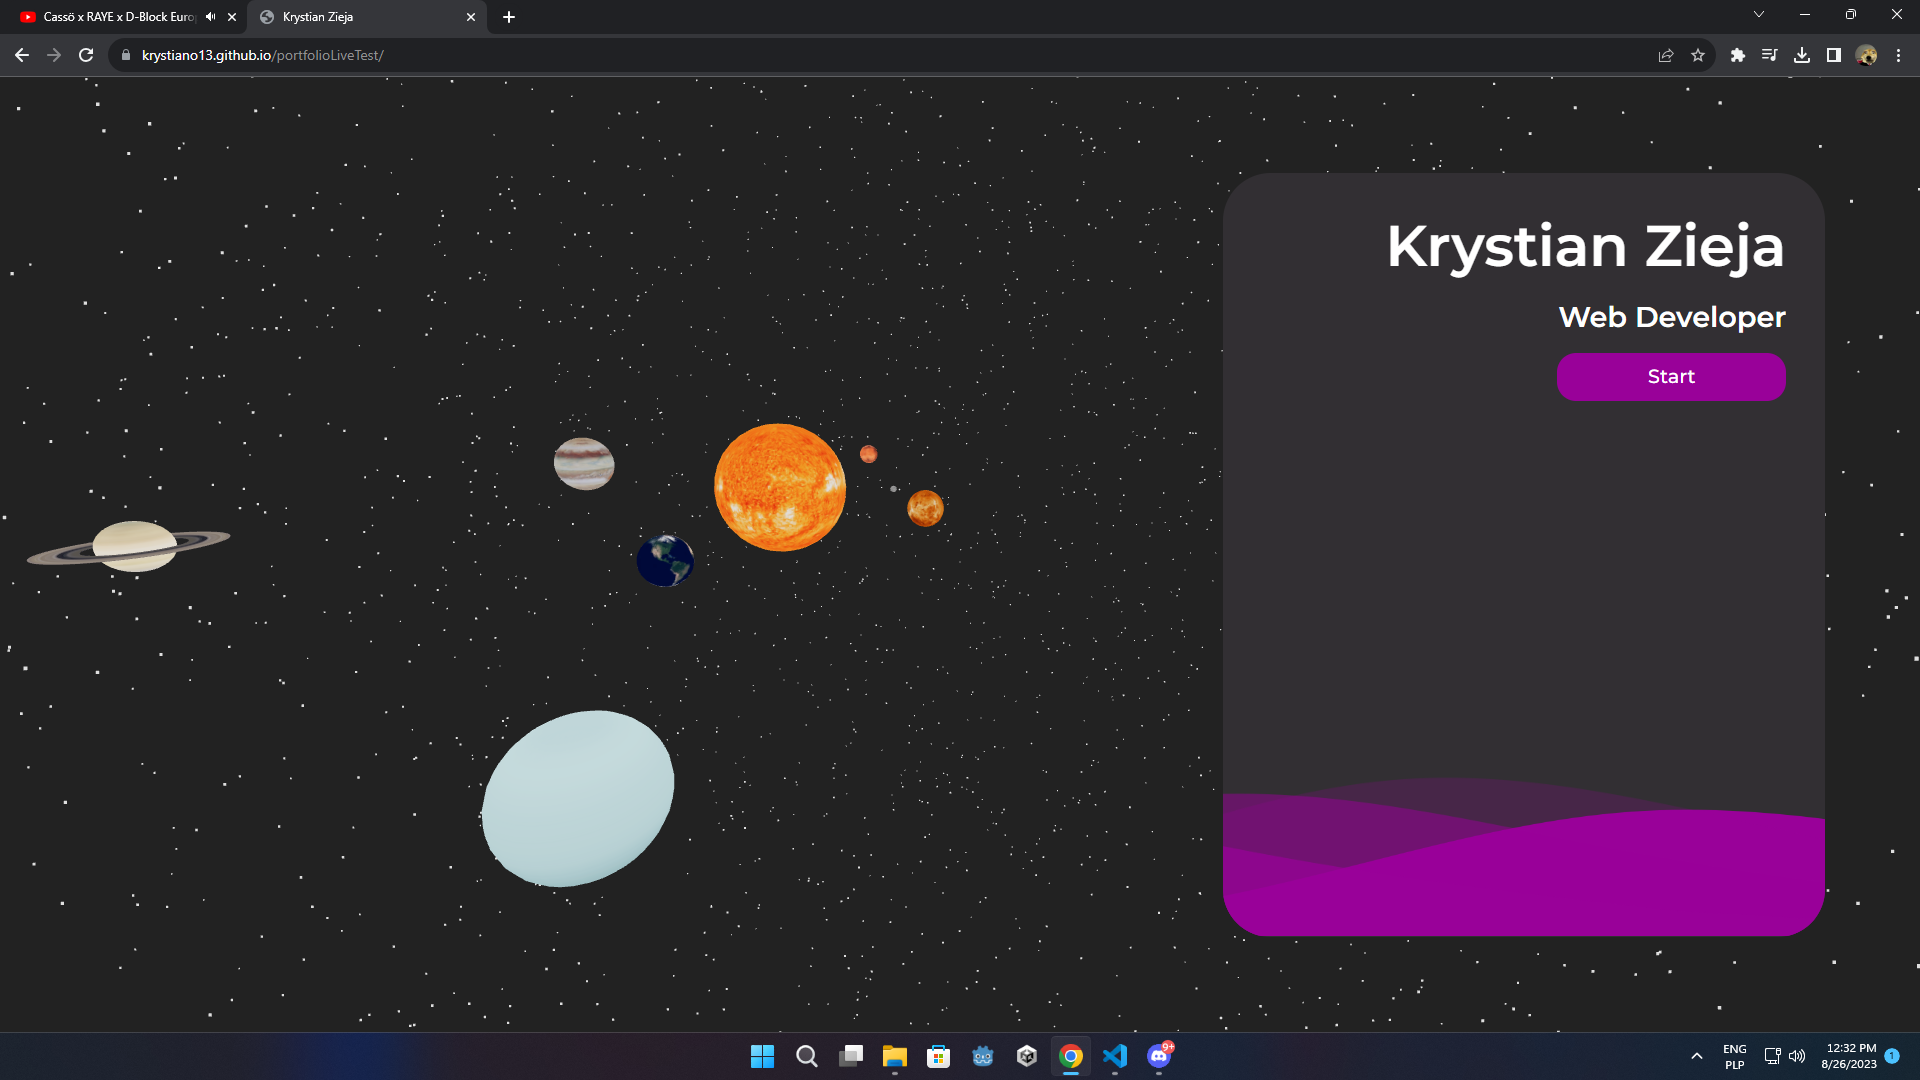 Cassö x RAYE x D-Block Euro
Krystian Zieja
krystiano13.github.io/portfolioLiveTest/
Krystian Zieja
Web Developer
Start
9+
ENG
PLP
12:32 PM
8/26/2023
1